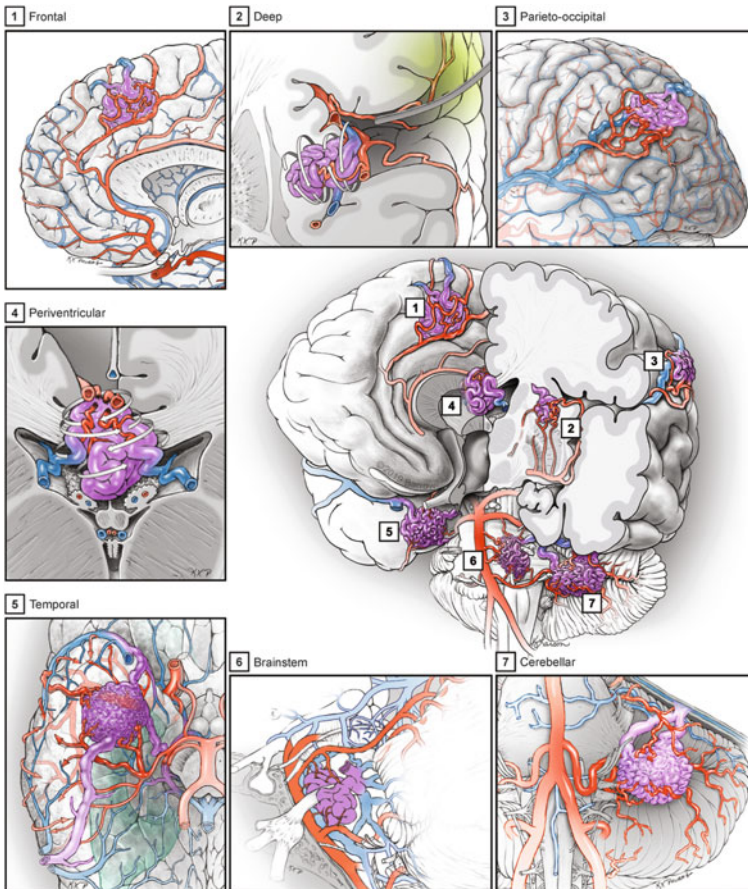 1 Frontal
2 Deep
3 Parieto-occipital
4 Periventricular
1
3
4
2
5
6
7
5 Temporal
6 Brainstem
7 Cerebellar